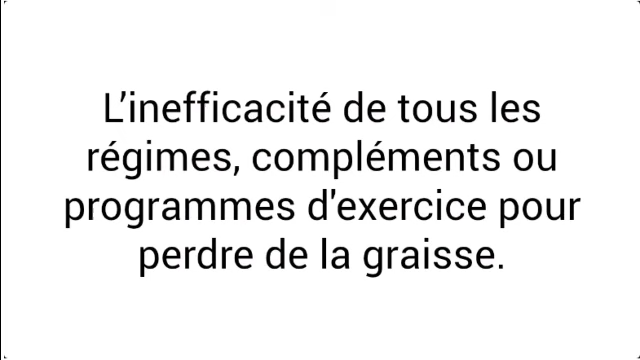 L’inefficacité de tous les
régimes, compléments ou
programmes d'exercice pour
perdre de la graisse.